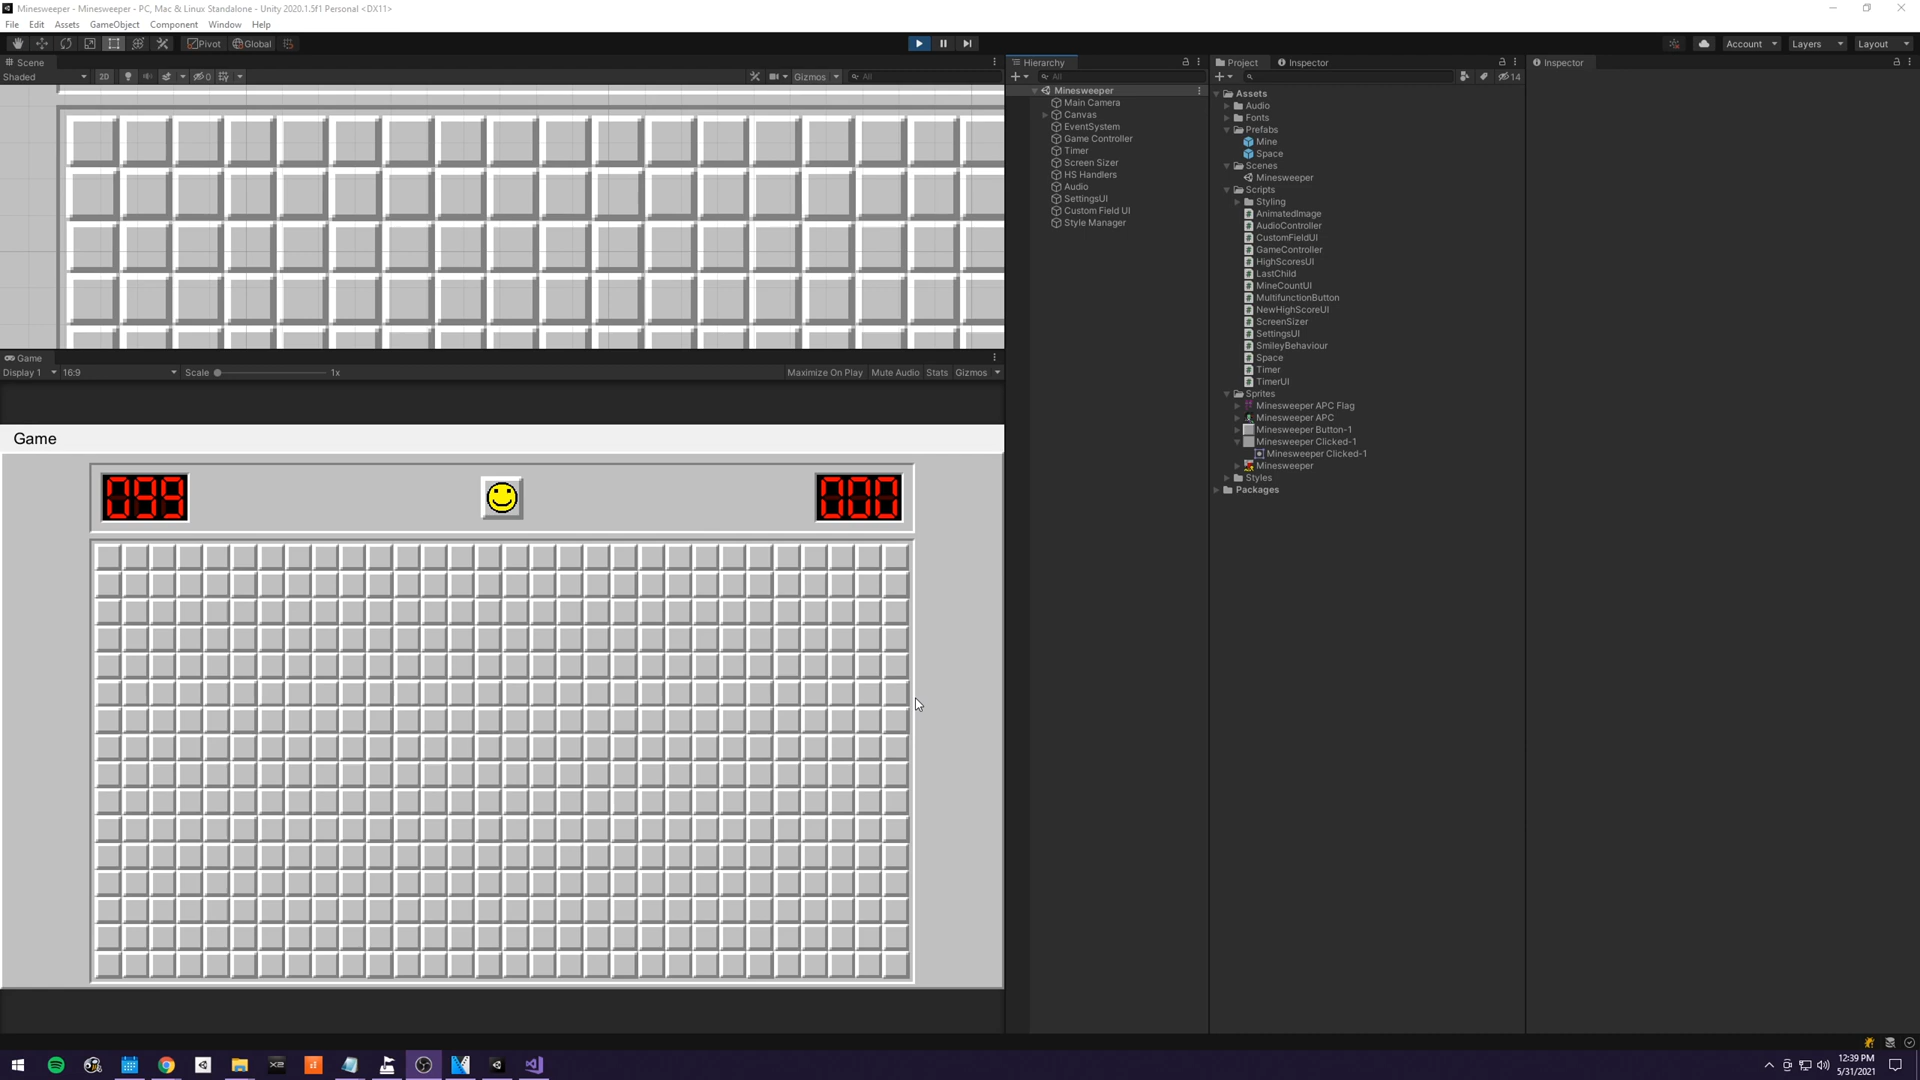 Minesweeper - Minesweeper - PC, Mac & Linux Standalone - Unity 2020.1.5f1 Personal <DX11>
File Edit Assets GameObject Component Window Help
Pivot Global Account Layers Layout
Scene
Shaded 2D 0 Gizmos All
Game
Display 1 16:9 Scale 1x Maximize On Play Mute Audio Stats Gizmos
Game
099 000
Hierarchy
All
Minesweeper
Main Camera
Canvas
EventSystem
Game Controller
Timer
Screen Sizer
HS Handlers
Audio
SettingsUI
Custom Field UI
Style Manager
Project Inspector
14
Assets
Audio
Fonts
Prefabs
Mine
Space
Scenes
Minesweeper
Scripts
Styling
AnimatedImage
AudioController
CustomFieldUI
GameController
HighScoresUI
LastChild
MineCountUI
MultifunctionButton
NewHighScoreUI
ScreenSizer
SettingsUI
SmileyBehaviour
Space
Timer
TimerUI
Sprites
Minesweeper APC Flag
Minesweeper APC
Minesweeper Button-1
Minesweeper Clicked-1
Minesweeper Clicked-1
Minesweeper
Styles
Packages
Inspector
12:39 PM
5/31/2021